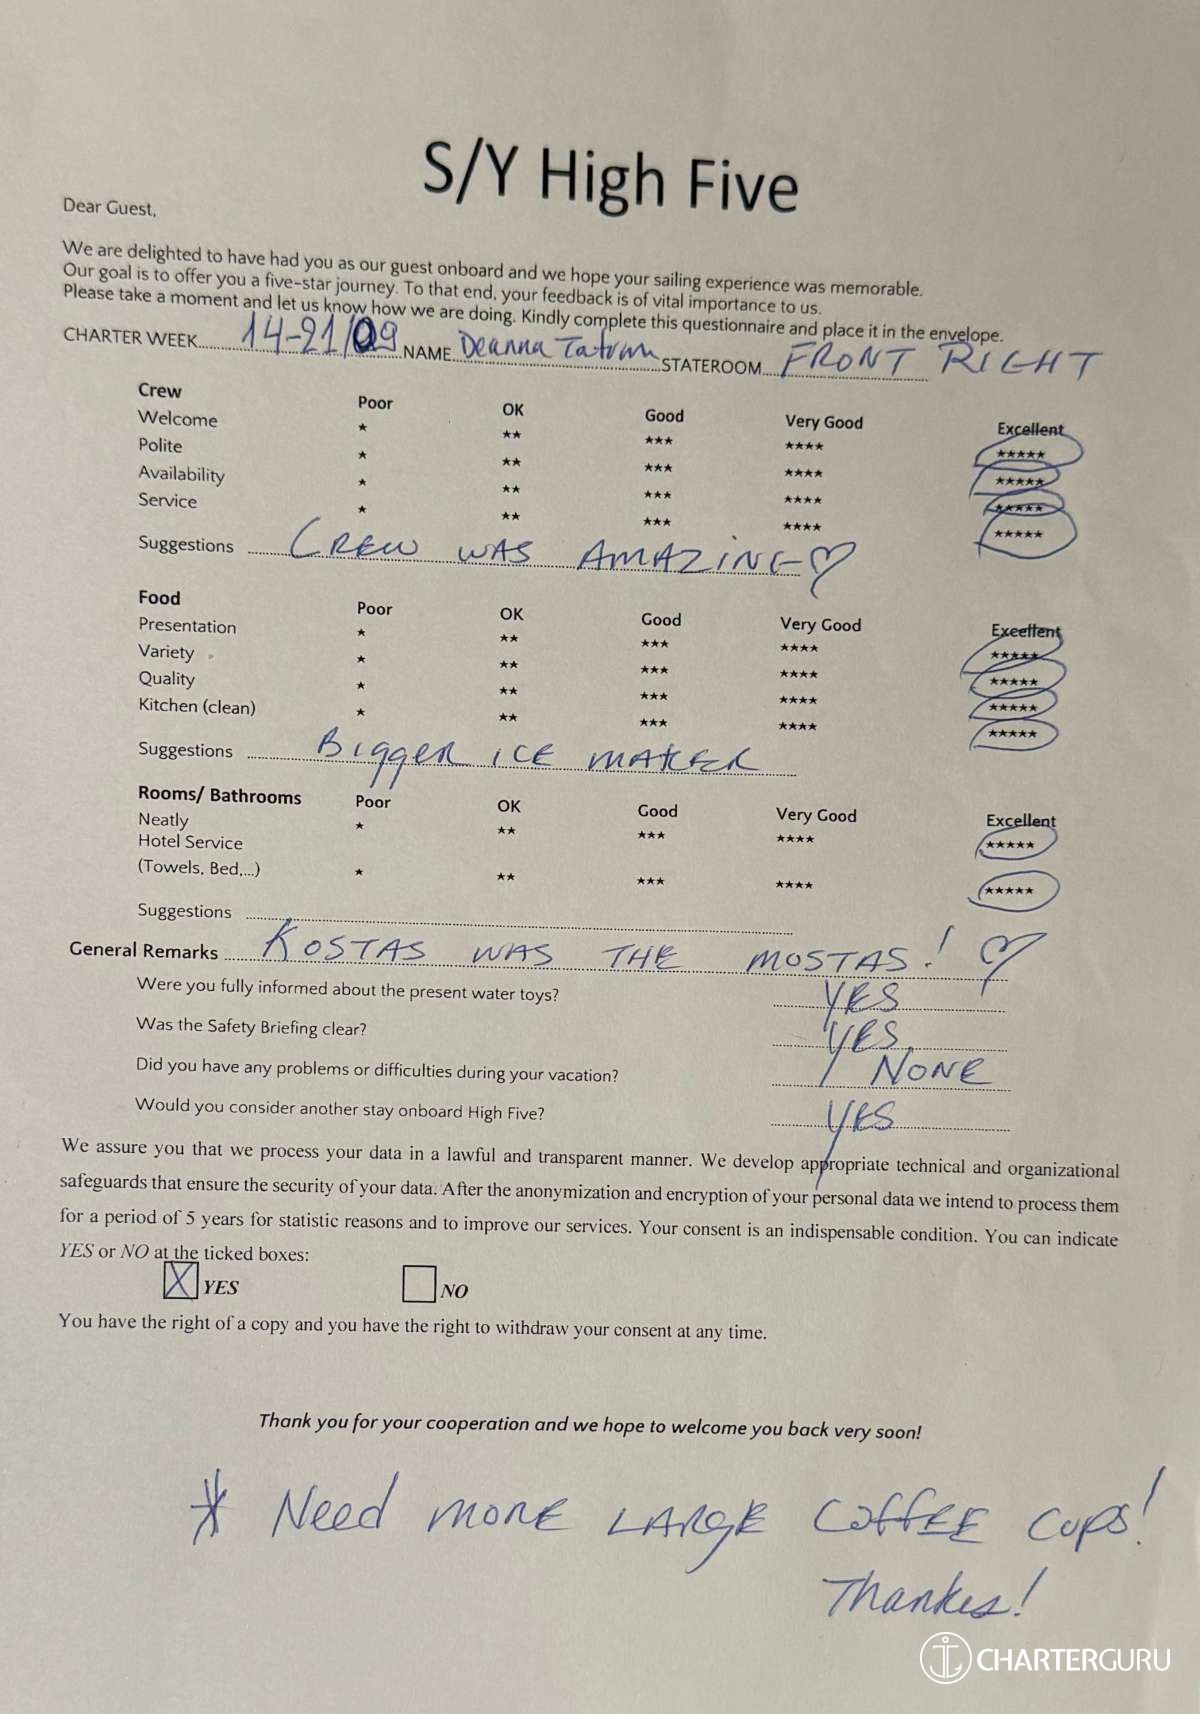 S/Y High Five
Dear Guest,
We are delighted to have had you as our guest onboard and we hope your sailing experience was memorable.
Our goal is to offer you a five-star journey. To that end, your feedback is of vital importance to us.
Please take a moment and let us know how we are doing. Kindly complete this questionnaire and place it in the envelope.
CHARTER WEEK 14-21/09 NAME Deanna Tatum STATEROOM FRONT RIGHT
Crew Poor OK Good Very Good Excellent
Welcome * ** *** **** *****
Polite * ** *** **** *****
Availability * ** *** **** *****
Service * ** *** **** *****
Suggestions CREW WAS AMAZING ♡
Food Poor OK Good Very Good Excellent
Presentation * ** *** **** *****
Variety * ** *** **** *****
Quality * ** *** **** *****
Kitchen (clean) * ** *** **** *****
Suggestions BIgger ICE MAKER
Rooms/ Bathrooms Poor OK Good Very Good Excellent
Neatly * ** *** **** *****
Hotel Service
(Towels, Bed,...) * ** *** **** *****
Suggestions
General Remarks KOSTAS WAS THE MOSTAS! ♡
Were you fully informed about the present water toys? YES
Was the Safety Briefing clear? YES
Did you have any problems or difficulties during your vacation? NONE
Would you consider another stay onboard High Five? YES
We assure you that we process your data in a lawful and transparent manner. We develop appropriate technical and organizational
safeguards that ensure the security of your data. After the anonymization and encryption of your personal data we intend to process them
for a period of 5 years for statistic reasons and to improve our services. Your consent is an indispensable condition. You can indicate
YES or NO at the ticked boxes:
X YES NO
You have the right of a copy and you have the right to withdraw your consent at any time.
Thank you for your cooperation and we hope to welcome you back very soon!
* Need MORE LARgE COffEE Cups!
Thankes!
CHARTERGURU